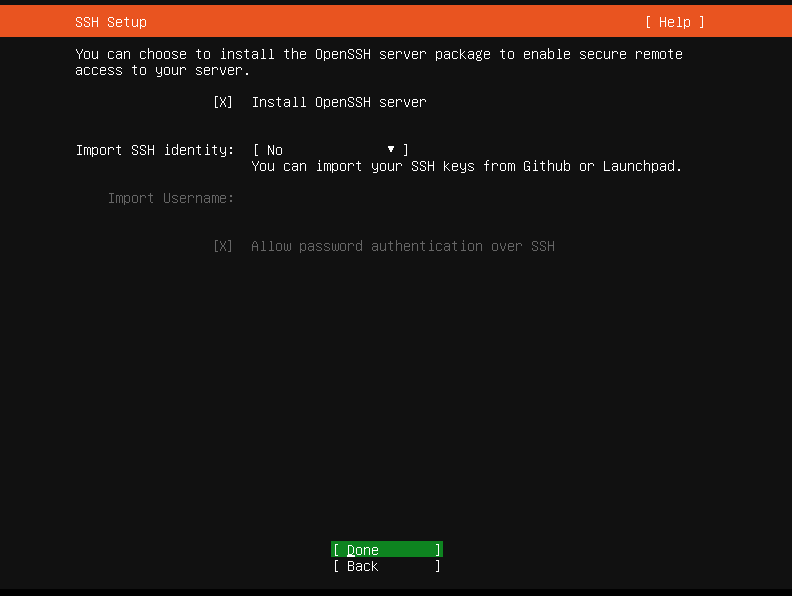 SSH Setup [ Help ]
You can choose to install the OpenSSH server package to enable secure remote
access to your server.
[X] Install OpenSSH server
Import SSH identity: [ No ▼ ]
You can import your SSH keys from Github or Launchpad.
Import Username:
[X] Allow password authentication over SSH
[ Done ]
[ Back ]